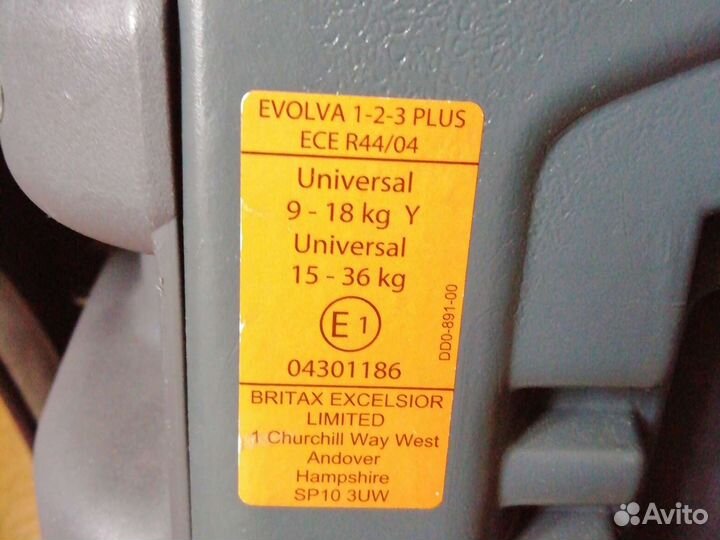 EVOLVA 1-2-3 PLUS
ECE R44/04
Universal
9 - 18 kg Y
Universal
15 - 36 kg
E 1
04301186
DD0-891-00
BRITAX EXCELSIOR
LIMITED
1 Churchill Way West
Andover
Hampshire
SP10 3UW
Avito